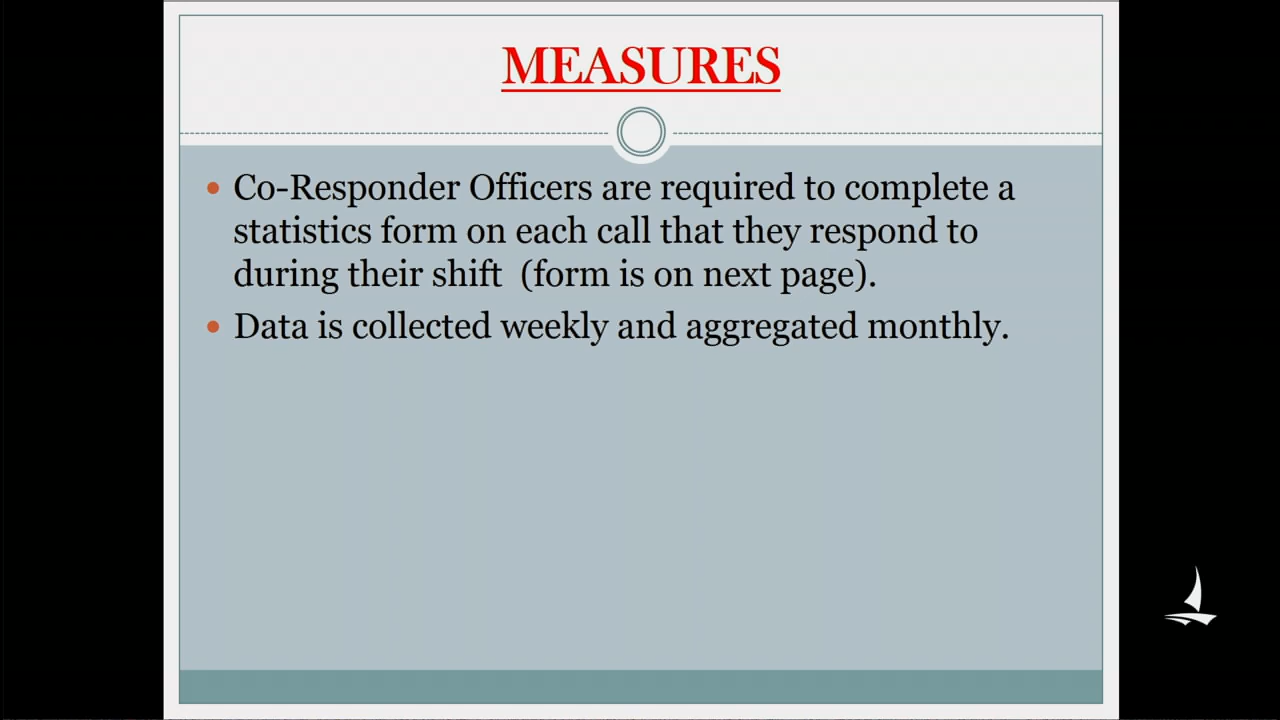 MEASURES
• Co-Responder Officers are required to complete a
statistics form on each call that they respond to
during their shift  (form is on next page).
• Data is collected weekly and aggregated monthly.